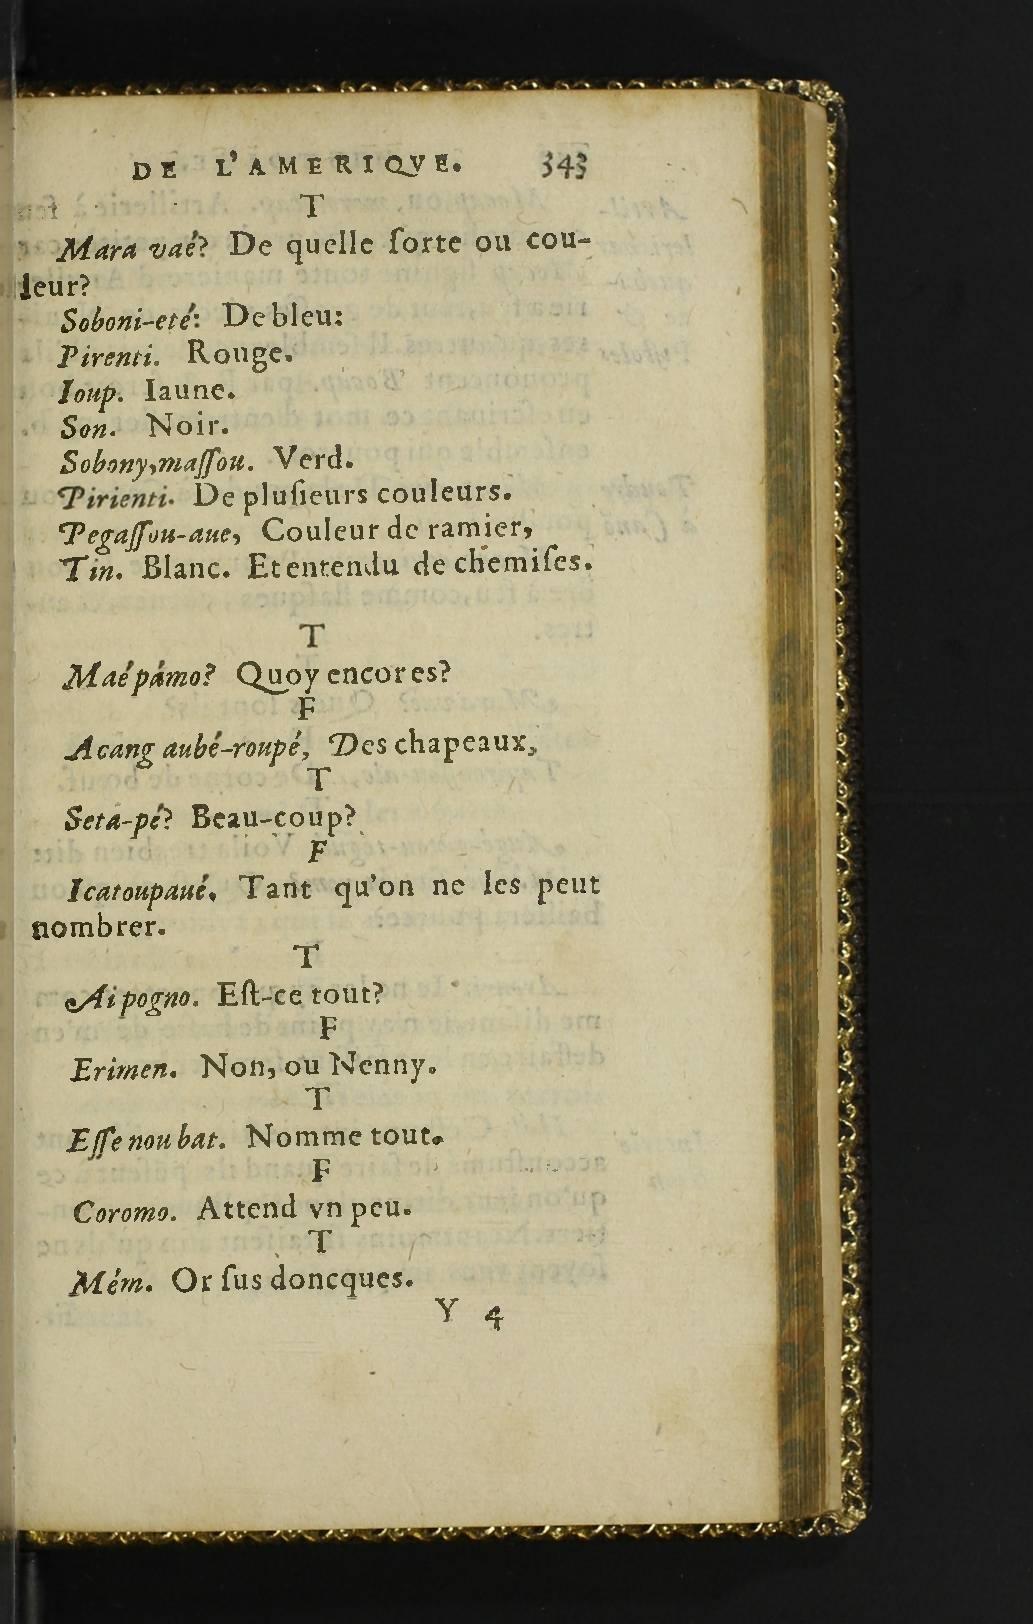 DE L'AMERIQVE. 343
T
Mara vaé? De quelle ſorte ou cou-
leur?
Soboni-eté: De bleu:
Pirenti. Rouge.
Ioup. Iaune.
Son. Noir.
Sobony,maſſou. Verd.
Pirienti. De pluſieurs couleurs.
Pegaſſou-aue, Couleur de ramier,
Tin. Blanc. Et entendu de chemiſes.
T
Maépámo? Quoy encores?
F
Acang aubé-roupé, Des chapeaux,
T
Seta-pé? Beau-coup?
F
Icatoupaué. Tant qu'on ne les peut
nombrer.
T
Ai pogno. Eſt-ce tout?
F
Erimen. Non, ou Nenny.
T
Eſſe nou bat. Nomme tout.
F
Coromo. Attend vn peu.
T
Mém. Or ſus doncques.
Y 4